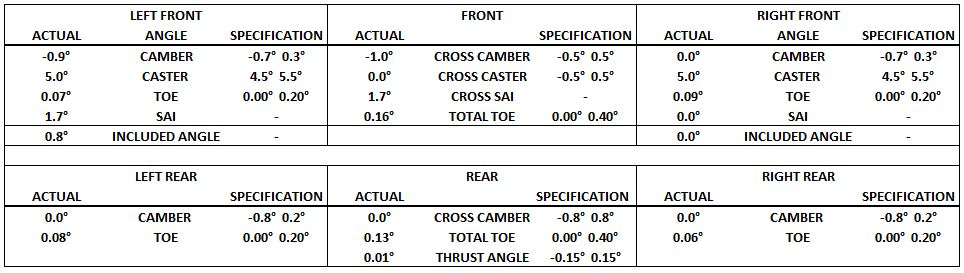 LEFT FRONT FRONT RIGHT FRONT
ACTUAL ANGLE SPECIFICATION ACTUAL SPECIFICATION ACTUAL ANGLE SPECIFICATION
-0.9° CAMBER -0.7° 0.3° -1.0° CROSS CAMBER -0.5° 0.5° 0.0° CAMBER -0.7° 0.3°
5.0° CASTER 4.5° 5.5° 0.0° CROSS CASTER -0.5° 0.5° 5.0° CASTER 4.5° 5.5°
0.07° TOE 0.00° 0.20° 1.7° CROSS SAI - 0.09° TOE 0.00° 0.20°
1.7° SAI - 0.16° TOTAL TOE 0.00° 0.40° 0.0° SAI -
0.8° INCLUDED ANGLE - 0.0° INCLUDED ANGLE -
LEFT REAR REAR RIGHT REAR
ACTUAL SPECIFICATION ACTUAL SPECIFICATION ACTUAL SPECIFICATION
0.0° CAMBER -0.8° 0.2° 0.0° CROSS CAMBER -0.8° 0.8° 0.0° CAMBER -0.8° 0.2°
0.08° TOE 0.00° 0.20° 0.13° TOTAL TOE 0.00° 0.40° 0.06° TOE 0.00° 0.20°
0.01° THRUST ANGLE -0.15° 0.15°